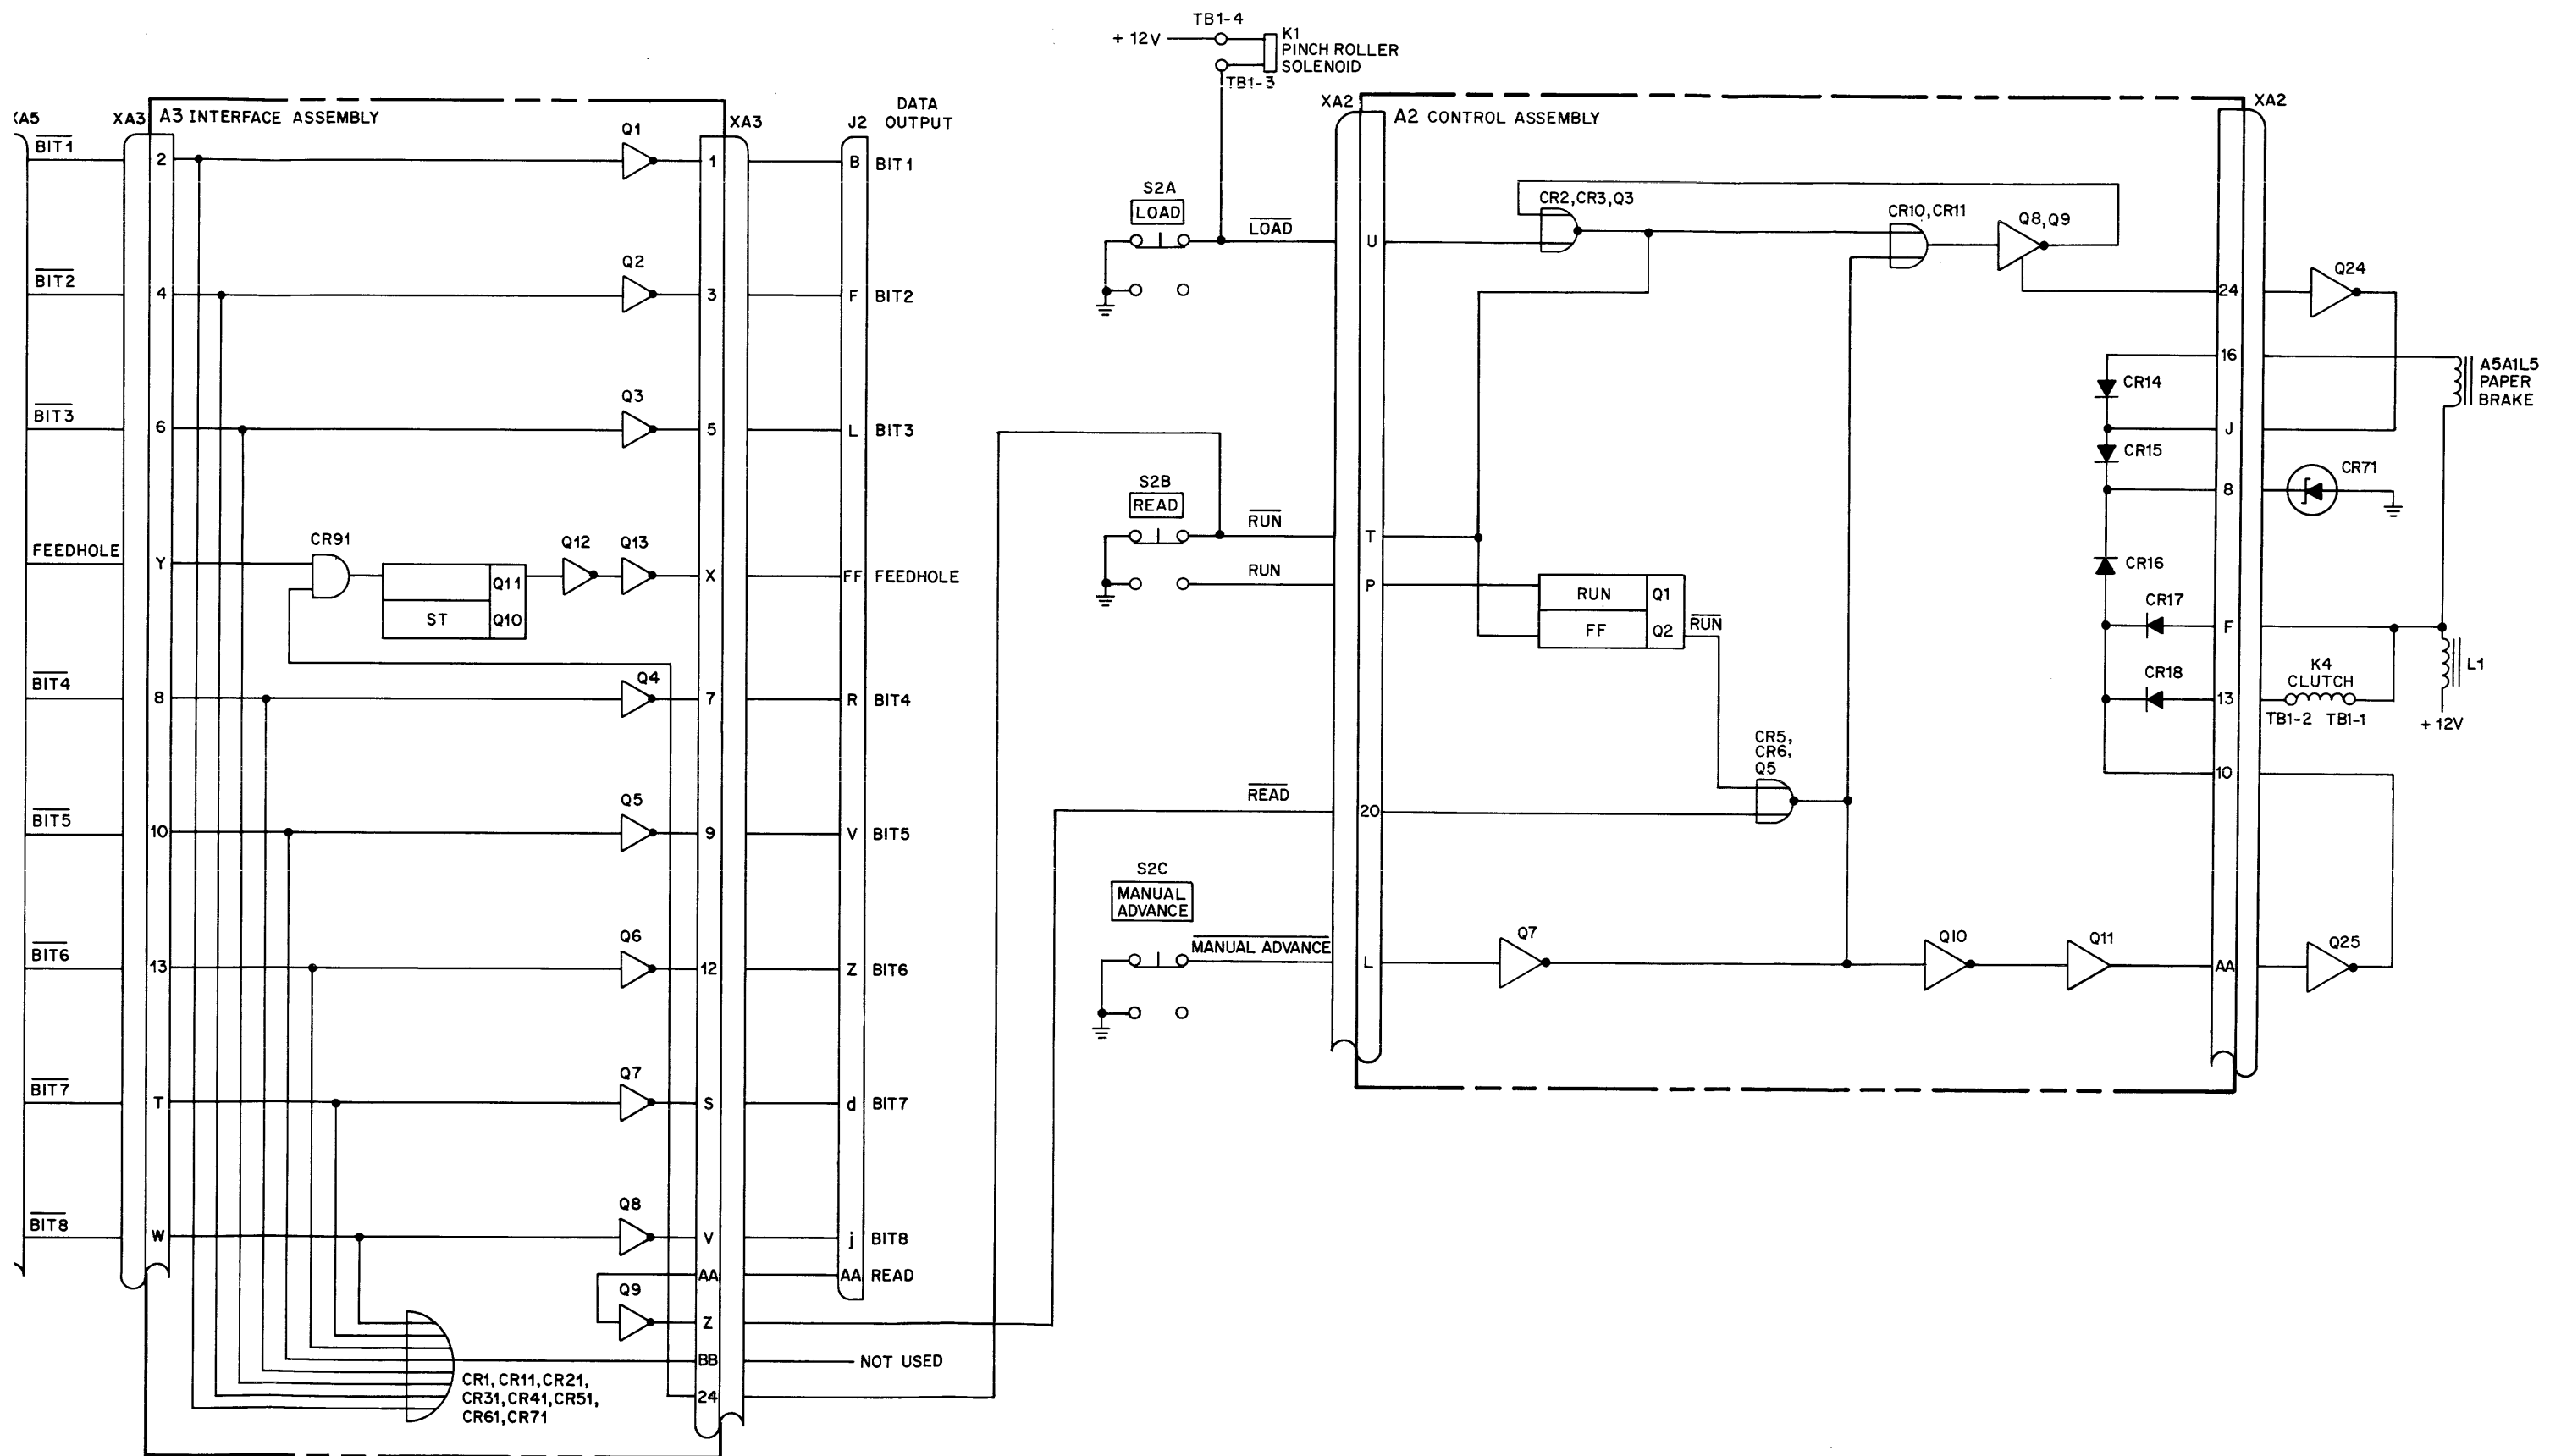 TB1-4
+ 12V
K1
PINCH ROLLER
SOLENOID
TB1-3
XA5
XA3
A3 INTERFACE ASSEMBLY
XA3
J2
DATA
OUTPUT
BIT1
2
Q1
1
B
BIT1
BIT2
4
Q2
3
F
BIT2
BIT3
6
Q3
5
L
BIT3
FEEDHOLE
Y
CR91
Q11
ST
Q10
Q12
Q13
X
FF
FEEDHOLE
BIT4
8
Q4
7
R
BIT4
BIT5
10
Q5
9
V
BIT5
BIT6
13
Q6
12
Z
BIT6
BIT7
T
Q7
S
d
BIT7
BIT8
W
Q8
V
j
BIT8
AA
AA
READ
Q9
Z
BB
NOT USED
24
CR1, CR11, CR21,
CR31, CR41, CR51,
CR61, CR71
XA2
A2 CONTROL ASSEMBLY
XA2
S2A
LOAD
LOAD
U
CR2, CR3, Q3
CR10, CR11
Q8, Q9
24
Q24
16
CR14
A5A1L5
PAPER
BRAKE
J
CR15
8
CR71
S2B
READ
RUN
T
RUN
P
RUN
Q1
FF
Q2
RUN
CR16
CR17
F
CR18
13
K4
CLUTCH
TB1-2
TB1-1
L1
+ 12V
10
READ
20
CR5,
CR6,
Q5
S2C
MANUAL
ADVANCE
MANUAL ADVANCE
L
Q7
Q10
Q11
AA
Q25